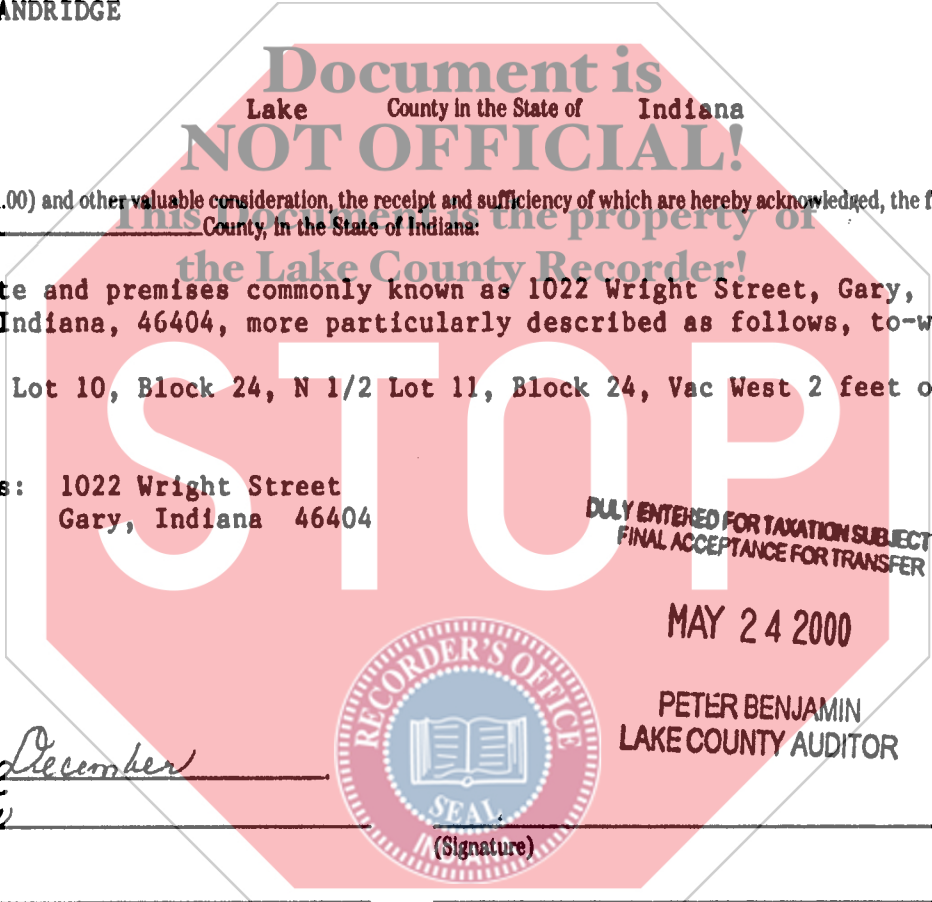 ANDRIDGE
Document is
Lake County in the State of Indiana
NOT OFFICIAL!
.00) and other valuable consideration, the receipt and sufficiency of which are hereby acknowledged, the f
This Document is the property of
County, in the State of Indiana:
the Lake County Recorder!
te and premises commonly known as 1022 Wright Street, Gary,
Indiana, 46404, more particularly described as follows, to-w
Lot 10, Block 24, N 1/2 Lot 11, Block 24, Vac West 2 feet o
STOP
s: 1022 Wright Street
Gary, Indiana 46404
DULY ENTERED FOR TAXATION SUBJECT
FINAL ACCEPTANCE FOR TRANSFER
MAY 24 2000
RECORDER'S OFFICE
PETER BENJAMIN
LAKE COUNTY AUDITOR
December
SEAL
(Signature)
INDIANA